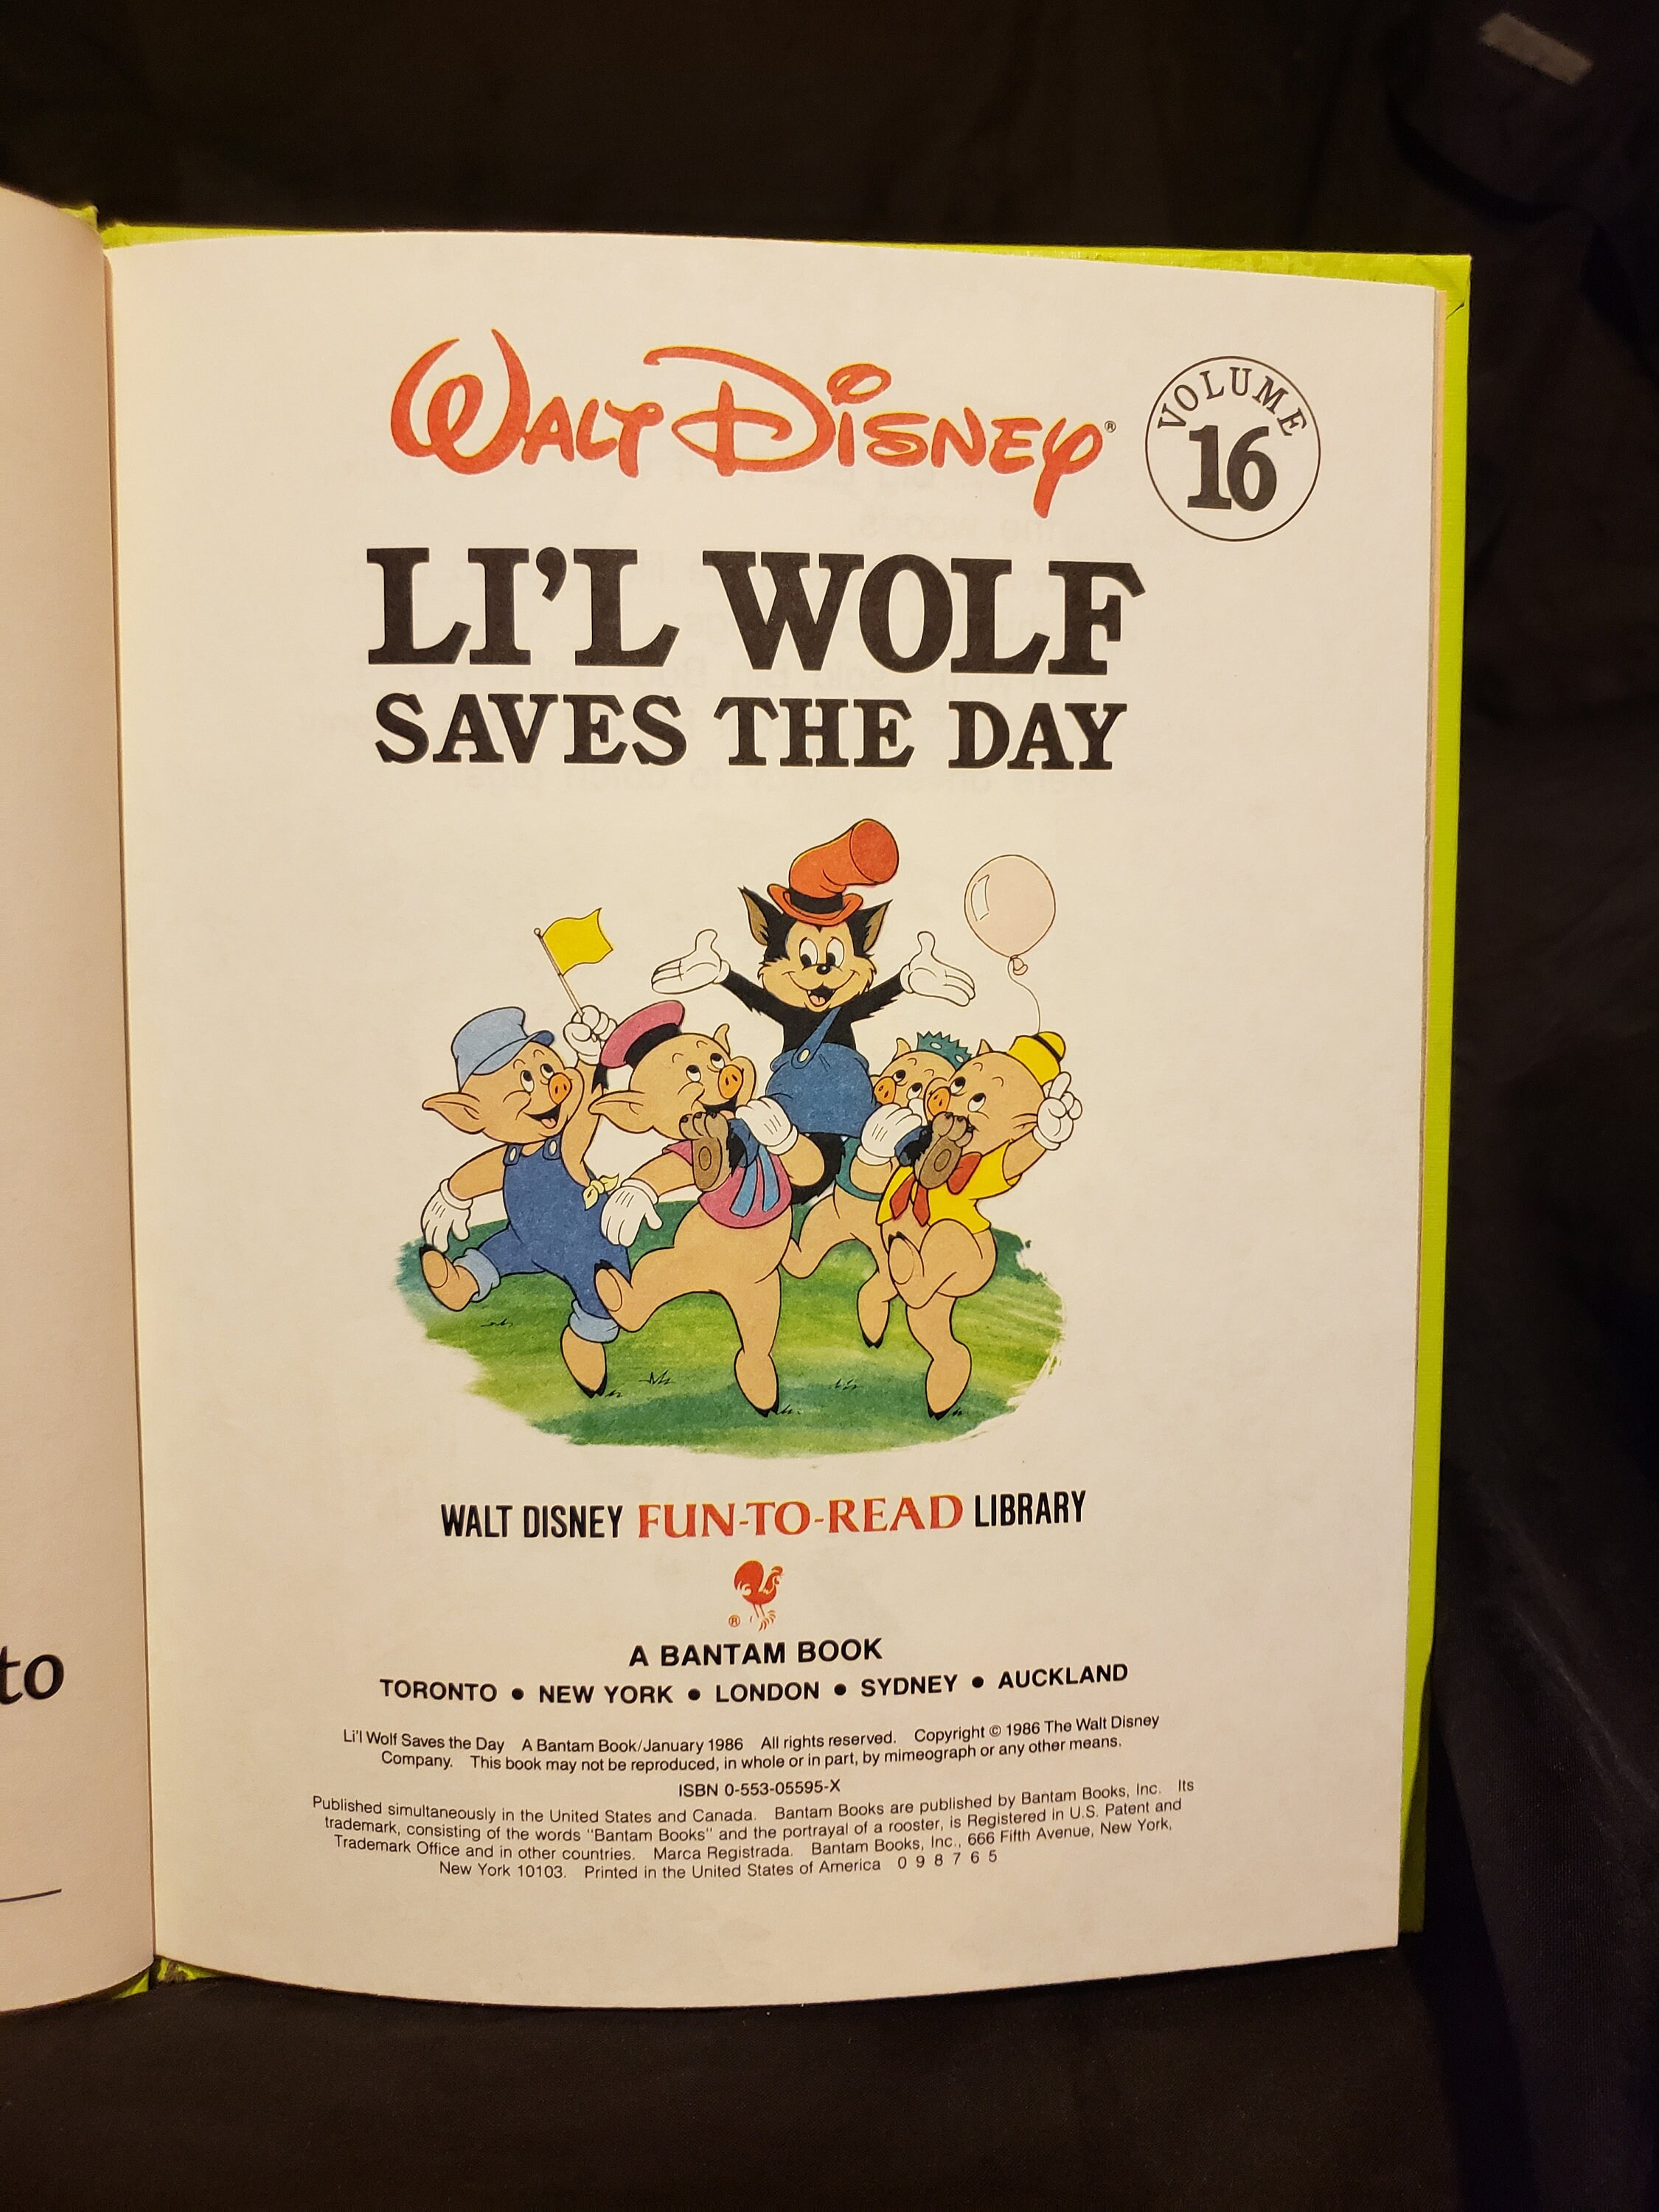 WALT DISNEY®
VOLUME
16
LI'L WOLF
SAVES THE DAY
WALT DISNEY FUN-TO-READ LIBRARY
®
A BANTAM BOOK
TORONTO • NEW YORK • LONDON • SYDNEY • AUCKLAND
Li'l Wolf Saves the Day A Bantam Book/January 1986 All rights reserved. Copyright © 1986 The Walt Disney
Company. This book may not be reproduced, in whole or in part, by mimeograph or any other means.
ISBN 0-553-05595-X
Published simultaneously in the United States and Canada. Bantam Books are published by Bantam Books, Inc. Its
trademark, consisting of the words "Bantam Books" and the portrayal of a rooster, is Registered in U.S. Patent and
Trademark Office and in other countries. Marca Registrada. Bantam Books, Inc., 666 Fifth Avenue, New York,
New York 10103. Printed in the United States of America 0 9 8 7 6 5
to